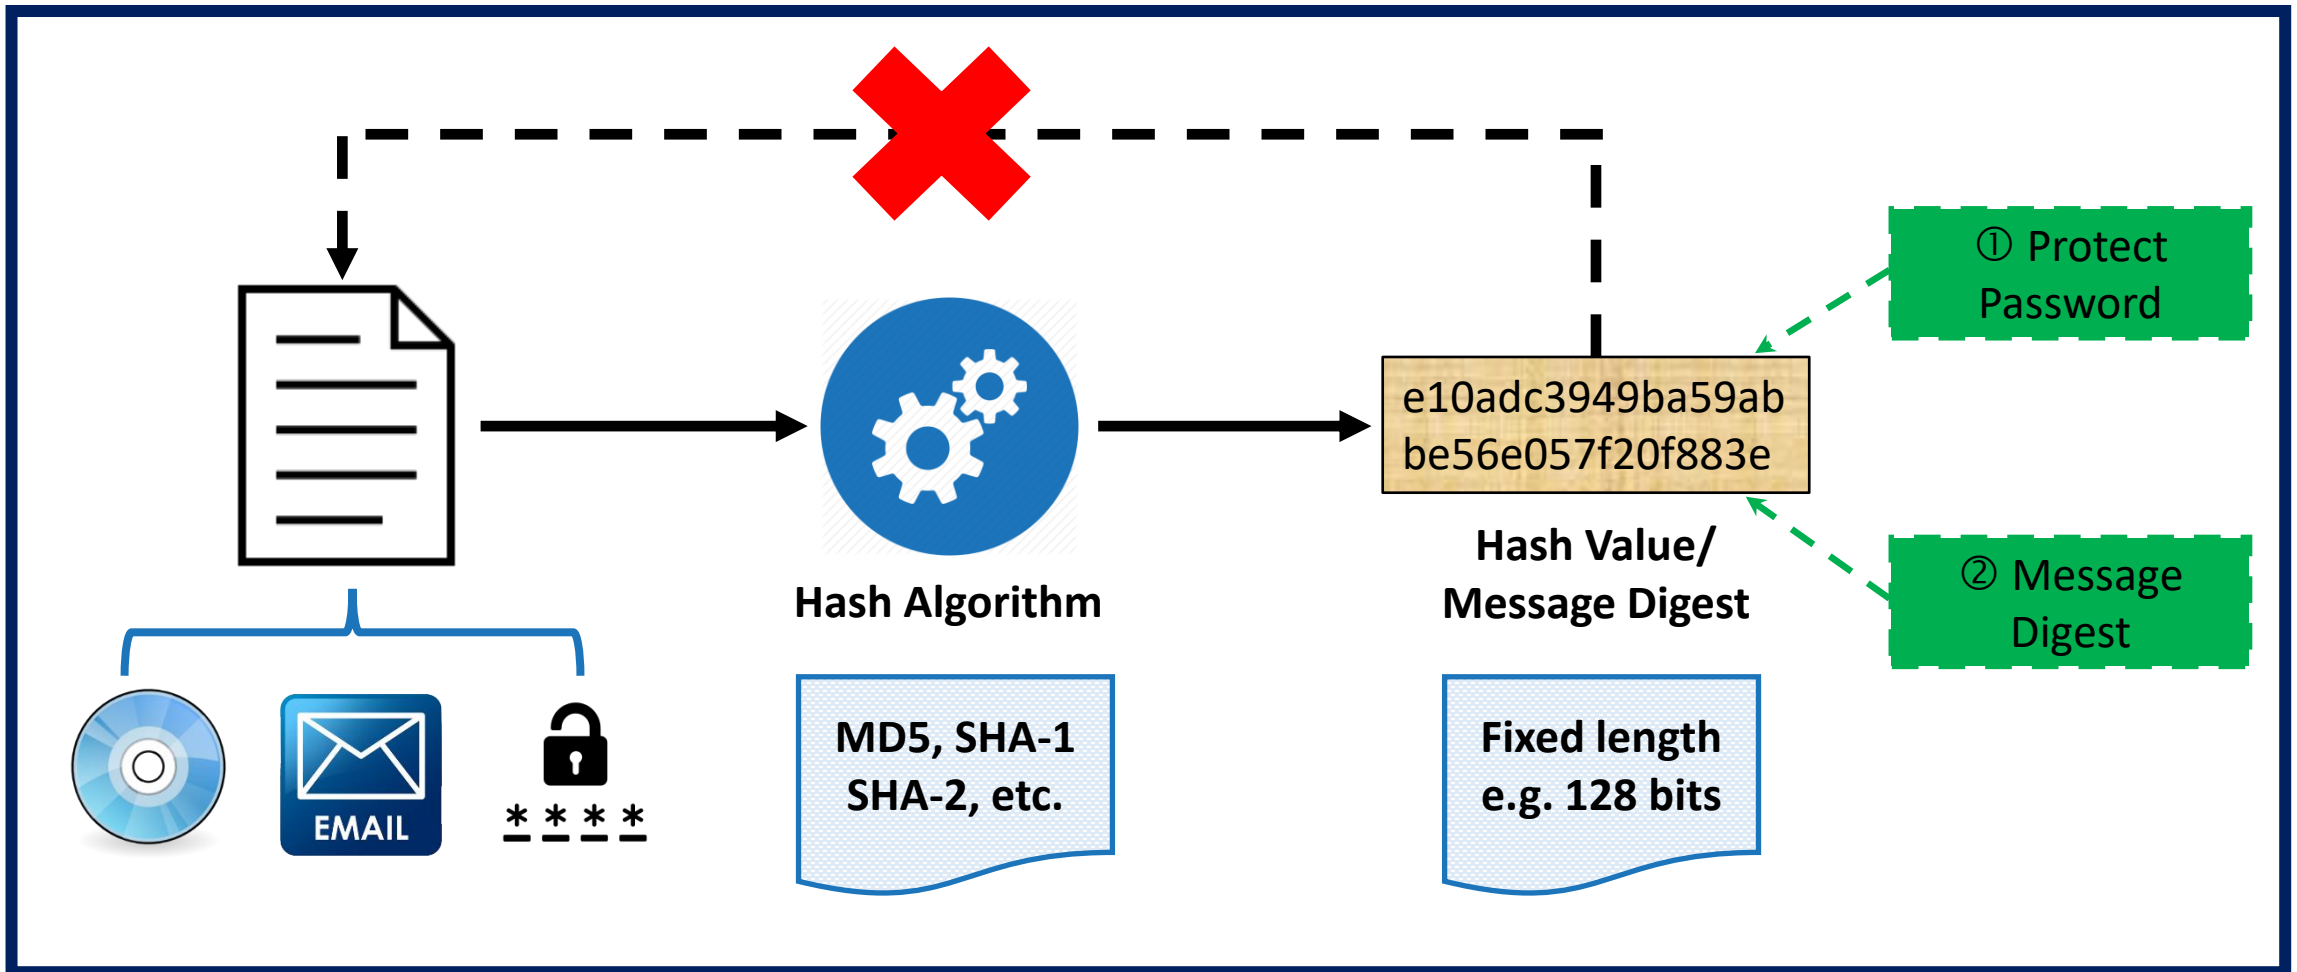 ① Protect
Password
e10adc3949ba59ab
be56e057f20f883e
Hash Value/
Message Digest
Hash Algorithm
② Message
Digest
MD5, SHA-1
SHA-2, etc.
Fixed length
e.g. 128 bits
EMAIL
* * * *